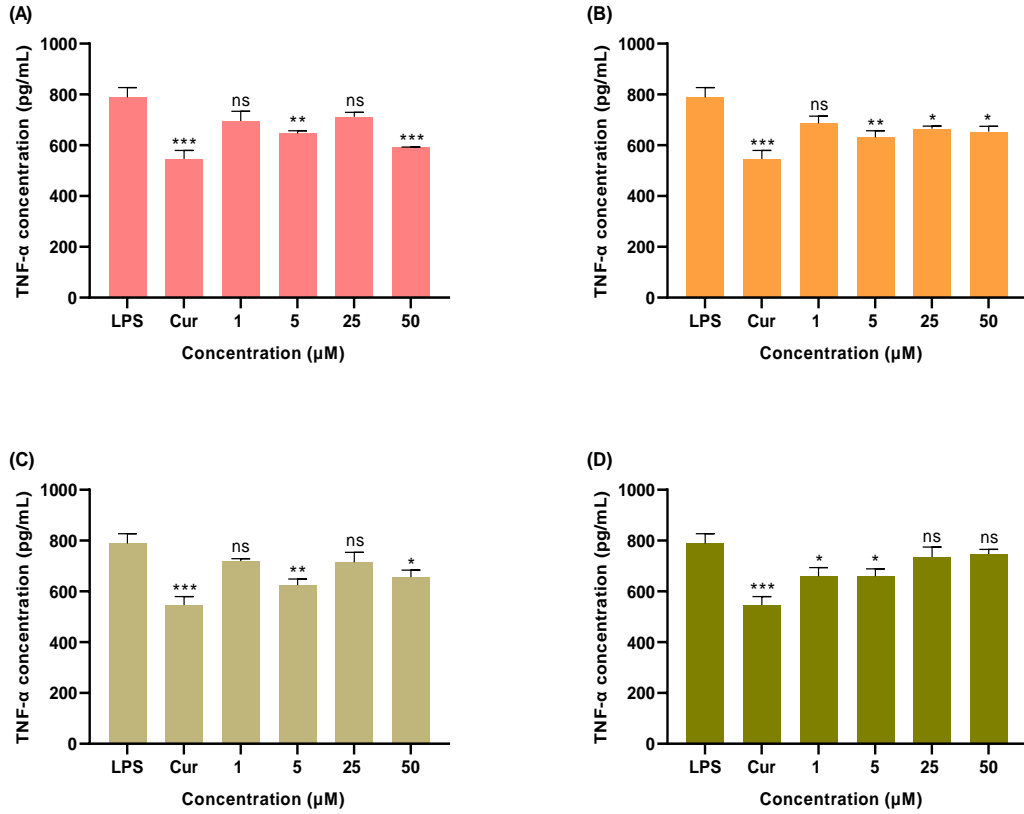 (A)
TNF-α concentration (pg/mL)
1000
800
600
400
200
0
***
ns
**
ns
***
LPS Cur 1 5 25 50
Concentration (µM)
(B)
TNF-α concentration (pg/mL)
1000
800
600
400
200
0
***
ns
**
*
*
LPS Cur 1 5 25 50
Concentration (µM)
(C)
TNF-α concentration (pg/mL)
1000
800
600
400
200
0
***
ns
**
ns
*
LPS Cur 1 5 25 50
Concentration (µM)
(D)
TNF-α concentration (pg/mL)
1000
800
600
400
200
0
***
*
*
ns
ns
LPS Cur 1 5 25 50
Concentration (µM)